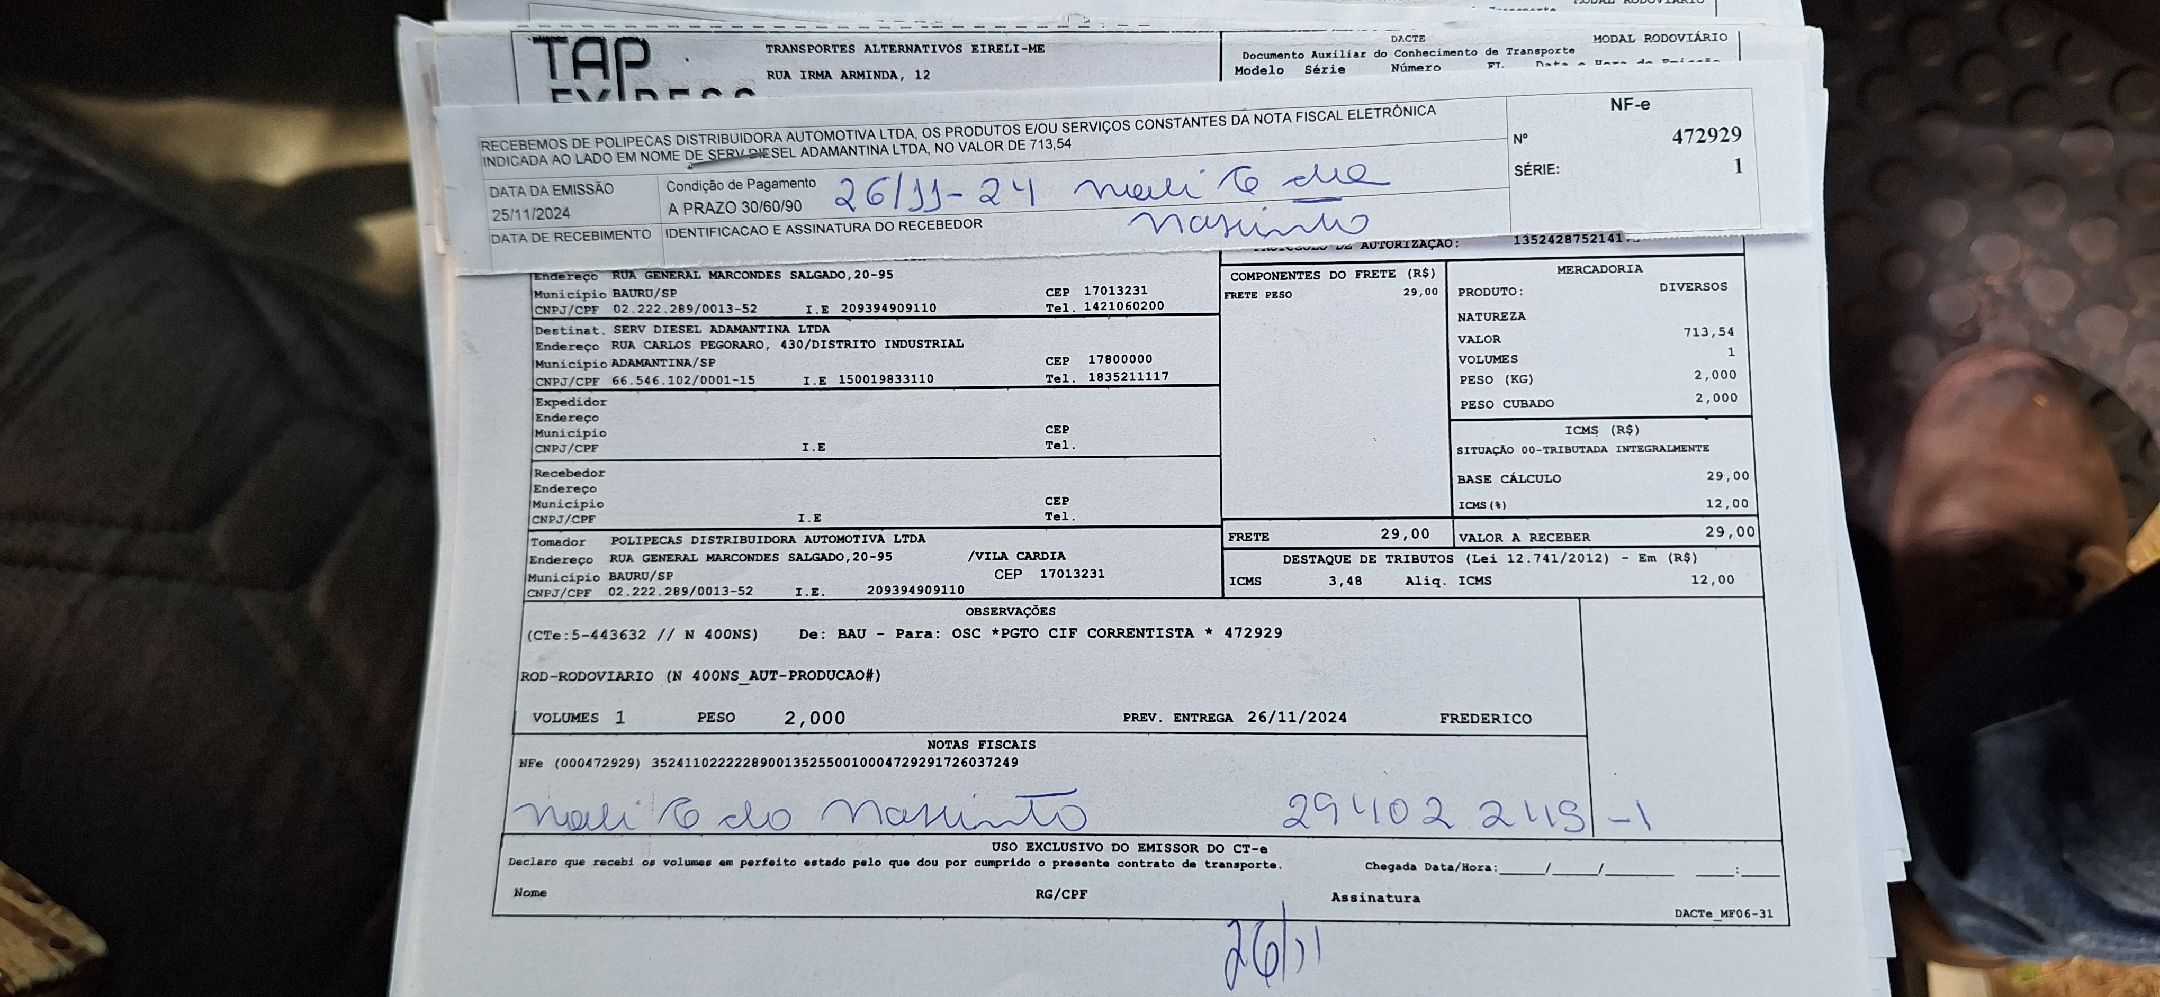 TAP TRANSPORTES ALTERNATIVOS EIRELI-ME
RUA IRMA ARMINDA, 12
DACTE MODAL RODOVIÁRIO
Documento Auxiliar do Conhecimento de Transporte
Modelo Série Número FL
RECEBEMOS DE POLIPECAS DISTRIBUIDORA AUTOMOTIVA LTDA, OS PRODUTOS E/OU SERVIÇOS CONSTANTES DA NOTA FISCAL ELETRÔNICA
INDICADA AO LADO EM NOME DE SERV DIESEL ADAMANTINA LTDA, NO VALOR DE 713,54
NF-e
Nº 472929
SÉRIE: 1
DATA DA EMISSÃO
25/11/2024
Condição de Pagamento
A PRAZO 30/60/90
26/11-24
DATA DE RECEBIMENTO IDENTIFICACAO E ASSINATURA DO RECEBEDOR
DE AUTORIZAÇÃO:
Endereço RUA GENERAL MARCONDES SALGADO,20-95
Município BAURU/SP CEP 17013231
CNPJ/CPF 02.222.289/0013-52 I.E 209394909110 Tel. 1421060200
Destinat. SERV DIESEL ADAMANTINA LTDA
Endereço RUA CARLOS PEGORARO, 430/DISTRITO INDUSTRIAL
Município ADAMANTINA/SP CEP 17800000
CNPJ/CPF 66.546.102/0001-15 I.E 150019833110 Tel. 1835211117
Expedidor
Endereço
Município CEP
CNPJ/CPF I.E Tel.
Recebedor
Endereço
Município CEP
CNPJ/CPF I.E Tel.
Tomador POLIPECAS DISTRIBUIDORA AUTOMOTIVA LTDA
Endereço RUA GENERAL MARCONDES SALGADO,20-95 /VILA CARDIA
Município BAURU/SP CEP 17013231
CNPJ/CPF 02.222.289/0013-52 I.E. 209394909110
COMPONENTES DO FRETE (R$)
FRETE PESO 29,00
MERCADORIA
PRODUTO: DIVERSOS
NATUREZA
VALOR 713,54
VOLUMES 1
PESO (KG) 2,000
PESO CUBADO 2,000
ICMS (R$)
SITUAÇÃO 00-TRIBUTADA INTEGRALMENTE
BASE CÁLCULO 29,00
ICMS(%) 12,00
FRETE 29,00 VALOR A RECEBER 29,00
DESTAQUE DE TRIBUTOS (Lei 12.741/2012) - Em (R$)
ICMS 3,48 Aliq. ICMS 12,00
OBSERVAÇÕES
(CTe:5-443632 // N 400NS) De: BAU - Para: OSC *PGTO CIF CORRENTISTA * 472929
ROD-RODOVIARIO (N 400NS_AUT-PRODUCAO#)
VOLUMES 1 PESO 2,000 PREV. ENTREGA 26/11/2024 FREDERICO
NOTAS FISCAIS
NFe (000472929) 35241102222289001352550010004729291726037249
USO EXCLUSIVO DO EMISSOR DO CT-e
Declaro que recebi os volumes em perfeito estado pelo que dou por cumprido o presente contrato de transporte. Chegada Data/Hora:____/____/______ ___:___
Nome RG/CPF Assinatura
DACTe_MF06-31
26/11